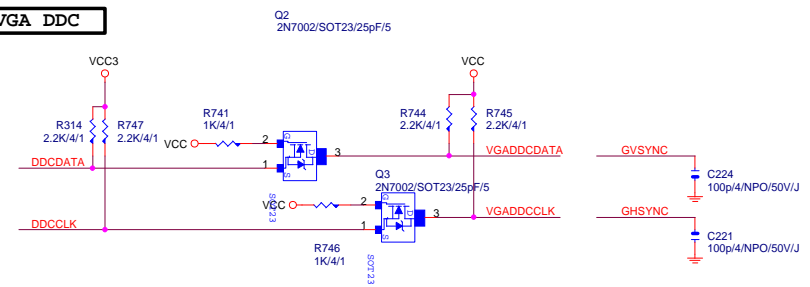 VGA DDC
Q2
2N7002/SOT23/25pF/5
VCC3
VCC
R314
2.2K/4/1
R747
2.2K/4/1
R741
1K/4/1
R744
2.2K/4/1
R745
2.2K/4/1
VCC
2
G
D
S
1
3
DDCDATA
VGADDCDATA
GVSYNC
SOT23
Q3
2N7002/SOT23/25pF/5
C224
100p/4/NPO/50V/J
VCC
2
G
D
S
1
3
DDCCLK
VGADDCCLK
GHSYNC
R746
1K/4/1
SOT23
C221
100p/4/NPO/50V/J